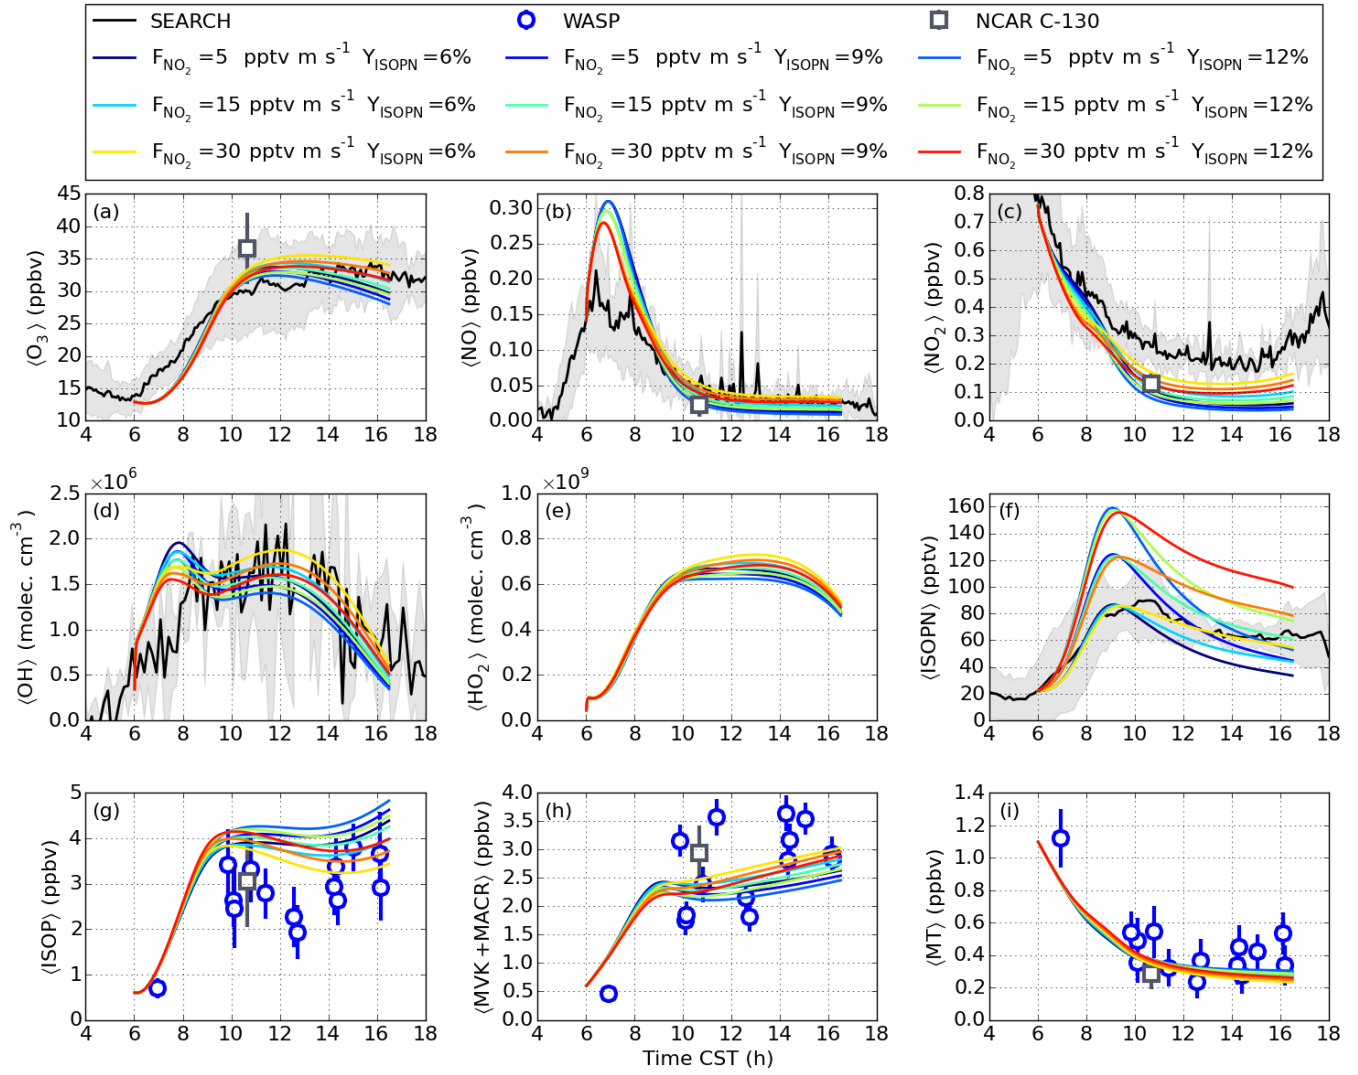 SEARCH WASP NCAR C-130
F_NO₂ =5 pptv m s⁻¹ Y_ISOPN =6% F_NO₂ =5 pptv m s⁻¹ Y_ISOPN =9% F_NO₂ =5 pptv m s⁻¹ Y_ISOPN =12%
F_NO₂ =15 pptv m s⁻¹ Y_ISOPN =6% F_NO₂ =15 pptv m s⁻¹ Y_ISOPN =9% F_NO₂ =15 pptv m s⁻¹ Y_ISOPN =12%
F_NO₂ =30 pptv m s⁻¹ Y_ISOPN =6% F_NO₂ =30 pptv m s⁻¹ Y_ISOPN =9% F_NO₂ =30 pptv m s⁻¹ Y_ISOPN =12%
(a)
⟨O₃⟩ (ppbv)
45
40
35
30
25
20
15
10
4 6 8 10 12 14 16 18
(b)
⟨NO⟩ (ppbv)
0.30
0.25
0.20
0.15
0.10
0.05
0.00
4 6 8 10 12 14 16 18
(c)
⟨NO₂⟩ (ppbv)
0.8
0.7
0.6
0.5
0.4
0.3
0.2
0.1
0.0
4 6 8 10 12 14 16 18
×10⁶
(d)
⟨OH⟩ (molec. cm⁻³)
2.5
2.0
1.5
1.0
0.5
0.0
4 6 8 10 12 14 16 18
×10⁹
(e)
⟨HO₂⟩ (molec. cm⁻³)
1.0
0.8
0.6
0.4
0.2
0.0
4 6 8 10 12 14 16 18
(f)
⟨ISOPN⟩ (pptv)
160
140
120
100
80
60
40
20
0
4 6 8 10 12 14 16 18
(g)
⟨ISOP⟩ (ppbv)
5
4
3
2
1
0
4 6 8 10 12 14 16 18
(h)
⟨MVK+MACR⟩ (ppbv)
4.0
3.5
3.0
2.5
2.0
1.5
1.0
0.5
0.0
4 6 8 10 12 14 16 18
Time CST (h)
(i)
⟨MT⟩ (ppbv)
1.4
1.2
1.0
0.8
0.6
0.4
0.2
0.0
4 6 8 10 12 14 16 18